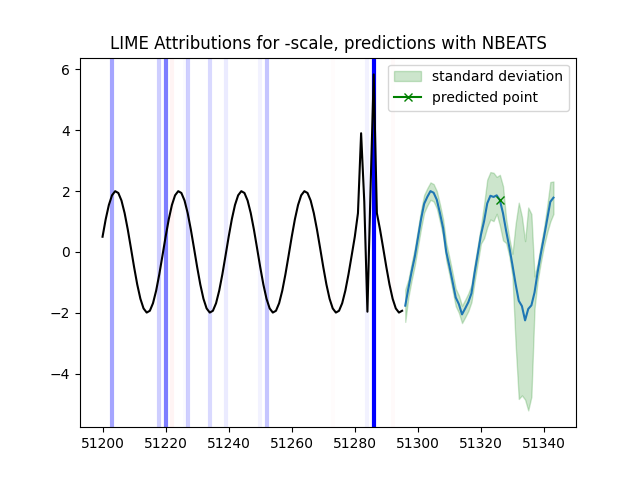 LIME Attributions for -scale, predictions with NBEATS
standard deviation
predicted point
6
4
2
0
−2
−4
51200 51220 51240 51260 51280 51300 51320 51340